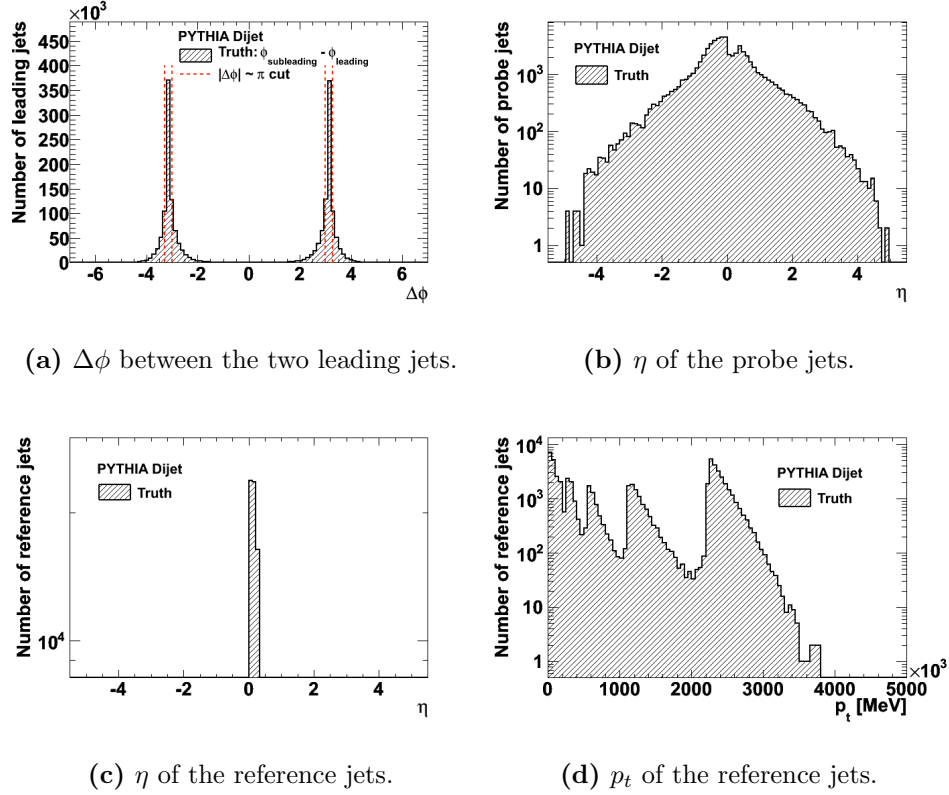 ×10³
450
400
350
300
250
200
150
100
50
0
Number of leading jets
PYTHIA Dijet
Truth: ϕsubleading - ϕleading
|Δϕ| ~ π cut
-6 -4 -2 0 2 4 6
Δϕ
(a) Δϕ between the two leading jets.
10³
10²
10
1
Number of probe jets
PYTHIA Dijet
Truth
-4 -2 0 2 4
η
(b) η of the probe jets.
10⁴
Number of reference jets
PYTHIA Dijet
Truth
-4 -2 0 2 4
η
(c) η of the reference jets.
10⁴
10³
10²
10
1
Number of reference jets
PYTHIA Dijet
Truth
0 1000 2000 3000 4000 5000
×10³
pt [MeV]
(d) pt of the reference jets.